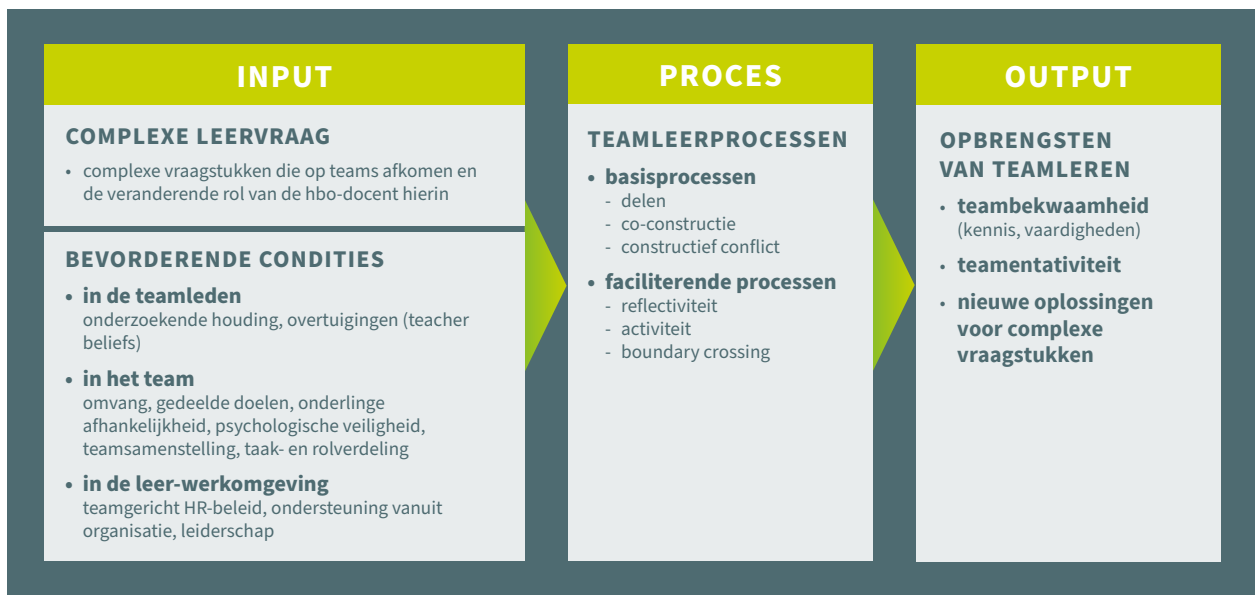 INPUT
COMPLEXE LEERVRAAG
• complexe vraagstukken die op teams afkomen en
de veranderende rol van de hbo-docent hierin
BEVORDERENDE CONDITIES
• in de teamleden
onderzoekende houding, overtuigingen (teacher
beliefs)
• in het team
omvang, gedeelde doelen, onderlinge
afhankelijkheid, psychologische veiligheid,
teamsamenstelling, taak- en rolverdeling
• in de leer-werkomgeving
teamgericht HR-beleid, ondersteuning vanuit
organisatie, leiderschap
PROCES
TEAMLEERPROCESSEN
• basisprocessen
- delen
- co-constructie
- constructief conflict
• faciliterende processen
- reflectiviteit
- activiteit
- boundary crossing
OUTPUT
OPBRENGSTEN
VAN TEAMLEREN
• teambekwaamheid
(kennis, vaardigheden)
• teamentativiteit
• nieuwe oplossingen
voor complexe
vraagstukken